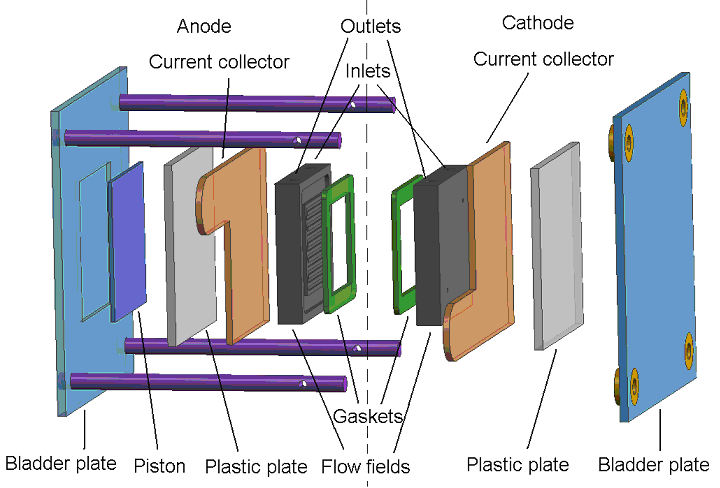 Anode
Outlets
Cathode
Current collector
Inlets
Current collector
Gaskets
Bladder plate
Piston
Plastic plate
Flow fields
Plastic plate
Bladder plate